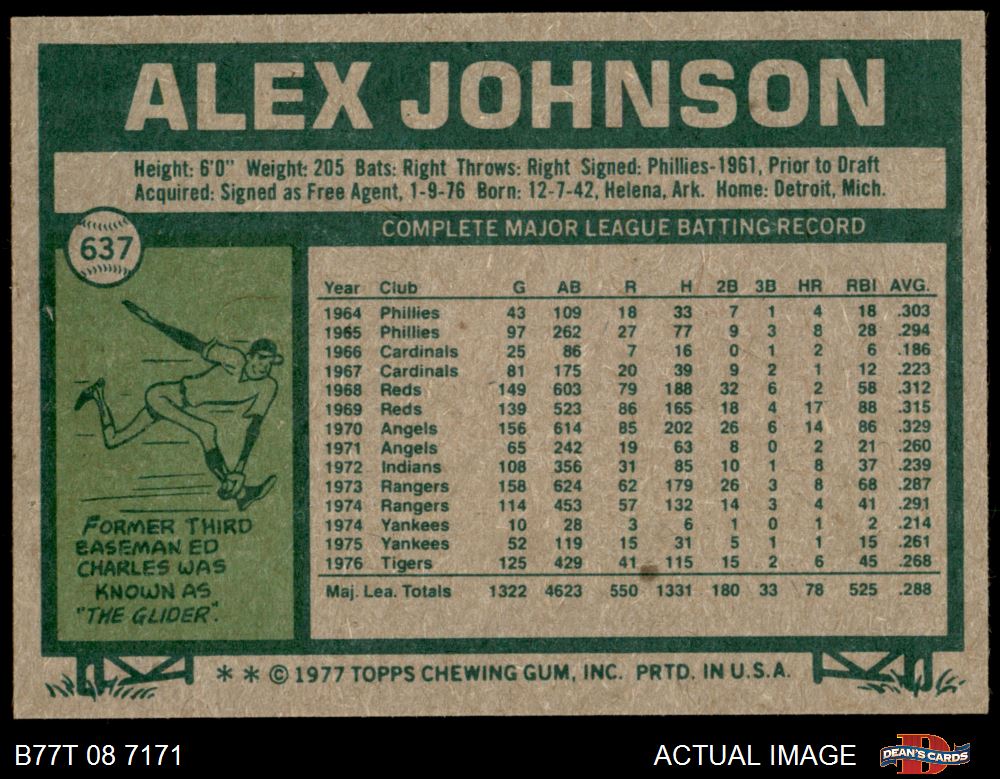 ALEX JOHNSON
Height: 6'0" Weight: 205 Bats: Right Throws: Right Signed: Phillies-1961, Prior to Draft
Acquired: Signed as Free Agent, 1-9-76 Born: 12-7-42, Helena, Ark. Home: Detroit, Mich.
637
COMPLETE MAJOR LEAGUE BATTING RECORD
Year Club G AB R H 2B 3B HR RBI AVG.
1964 Phillies 43 109 18 33 7 1 4 18 .303
1965 Phillies 97 262 27 77 9 3 8 28 .294
1966 Cardinals 25 86 7 16 0 1 2 6 .186
1967 Cardinals 81 175 20 39 9 2 1 12 .223
1968 Reds 149 603 79 188 32 6 2 58 .312
1969 Reds 139 523 86 165 18 4 17 88 .315
1970 Angels 156 614 85 202 26 6 14 86 .329
1971 Angels 65 242 19 63 8 0 2 21 .260
1972 Indians 108 356 31 85 10 1 8 37 .239
1973 Rangers 158 624 62 179 26 3 8 68 .287
1974 Rangers 114 453 57 132 14 3 4 41 .291
1974 Yankees 10 28 3 6 1 0 1 2 .214
1975 Yankees 52 119 15 31 5 1 1 15 .261
1976 Tigers 125 429 41 115 15 2 6 45 .268
Maj. Lea. Totals 1322 4623 550 1331 180 33 78 525 .288
FORMER THIRD
BASEMAN ED
CHARLES WAS
KNOWN AS
"THE GLIDER".
* * © 1977 TOPPS CHEWING GUM, INC. PRTD. IN U.S.A.
B77T 08 7171
ACTUAL IMAGE
D
DEAN'S CARDS